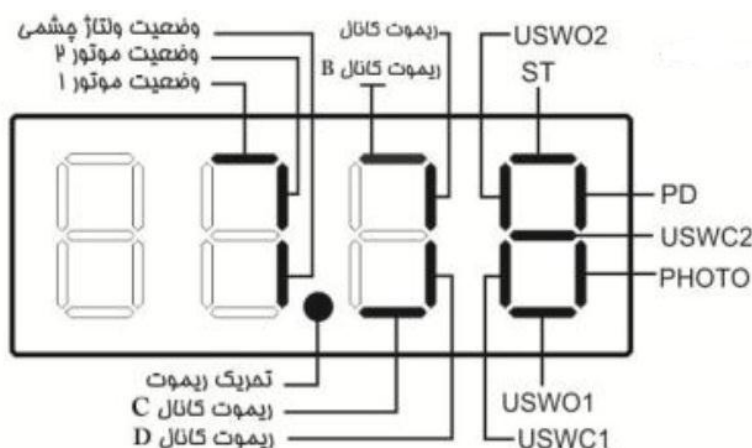 وضعیت ولتاژ چشمی
وضعیت موتور ۲
وضعیت موتور ۱
ریموت کانال
ریموت کانال B
USWO2
ST
PD
USWC2
PHOTO
تحریک ریموت
ریموت کانال C
ریموت کانال D
USWO1
USWC1